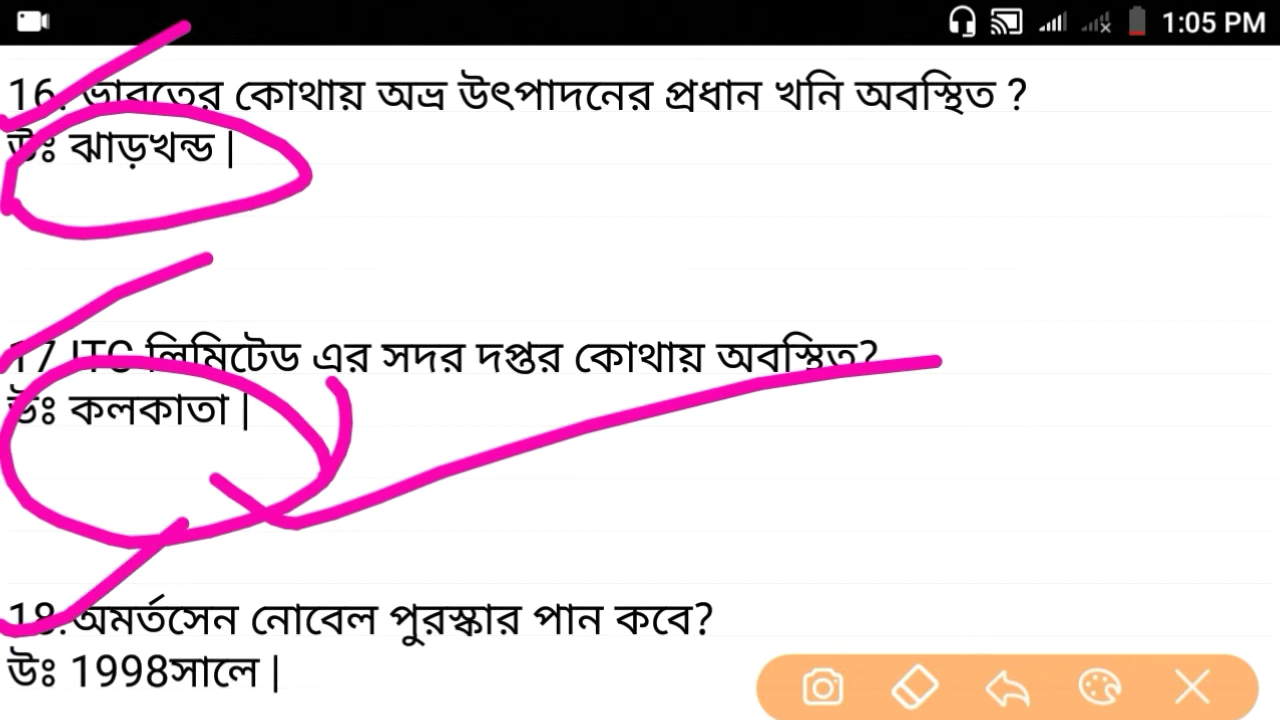 1:05 PM
16. ভারতের কোথায় অভ্র উৎপাদনের প্রধান খনি অবস্থিত ?
উঃ ঝাড়খন্ড |
17 ITC লিমিটেড এর সদর দপ্তর কোথায় অবস্থিত?
উঃ কলকাতা |
18.অমর্তসেন নোবেল পুরস্কার পান কবে?
উঃ 1998সালে |